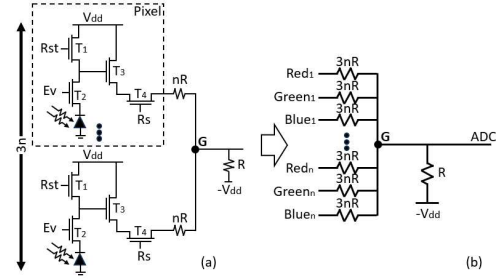 Pixel
Vdd
Rst
T1
T3
Ev
T2
T4
nR
Rs
3n
G
R
-Vdd
Vdd
Rst
T1
T3
Ev
T2
T4
nR
Rs
(a)
3nR
Red1
3nR
Green1
3nR
Blue1
G
ADC
3nR
Redn
3nR
Greenn
3nR
Bluen
R
-Vdd
(b)